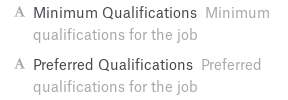 A Minimum Qualifications Minimum
qualifications for the job
A Preferred Qualifications Preferred
qualifications for the job